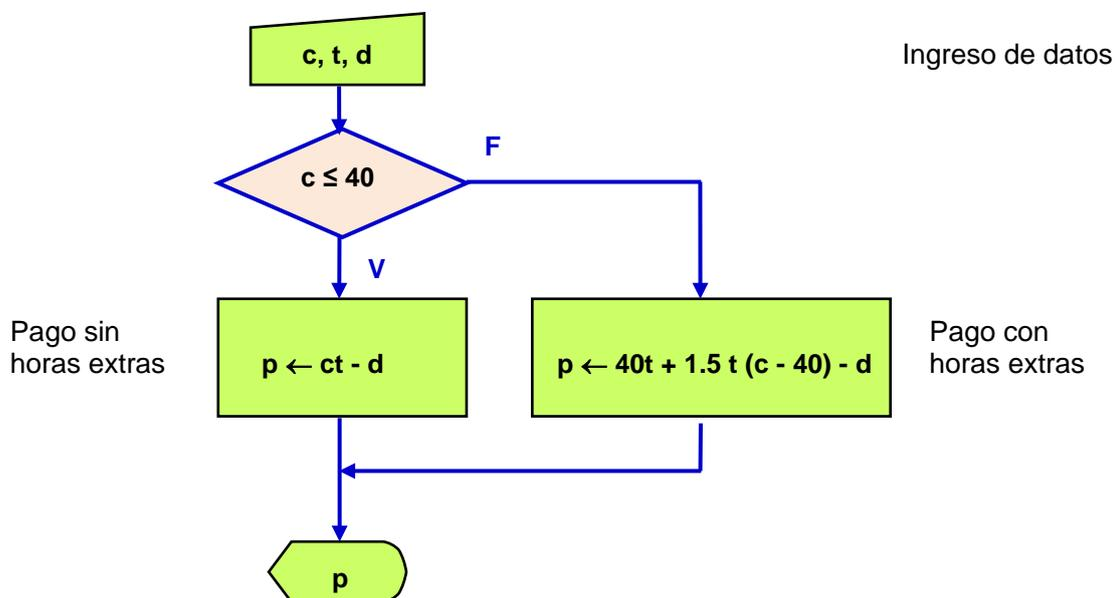 c, t, d
Ingreso de datos
F
c ≤ 40
V
Pago sin
horas extras
p ← ct - d
p ← 40t + 1.5 t (c - 40) - d
Pago con
horas extras
p